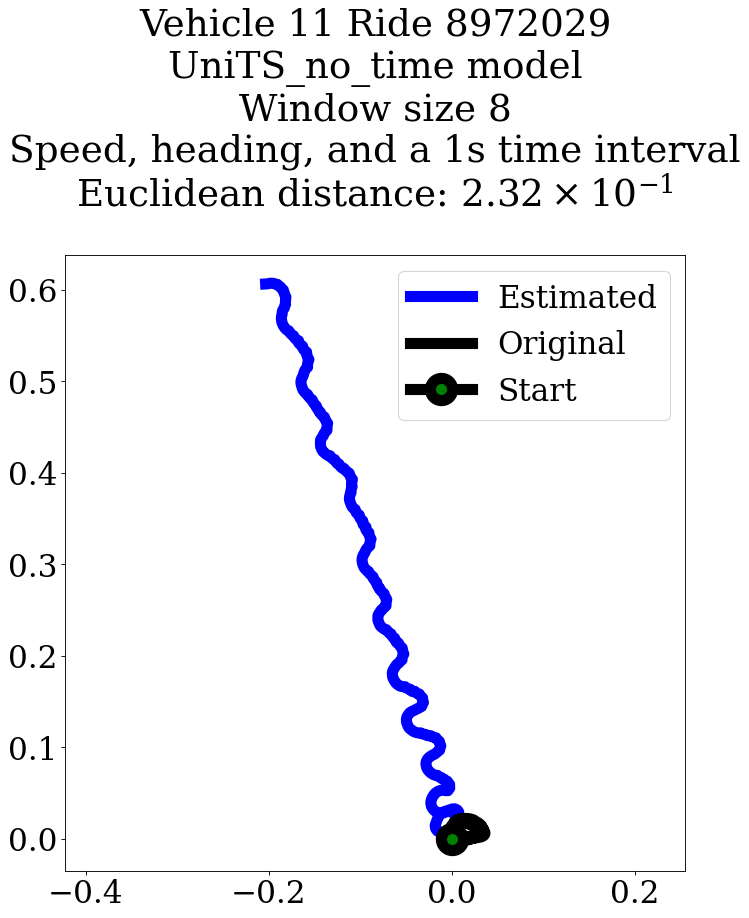 Vehicle 11 Ride 8972029
UniTS_no_time model
Window size 8
Speed, heading, and a 1s time interval
Euclidean distance: $2.32 × 10^{-1}$
Estimated
Original
Start
0.6
0.5
0.4
0.3
0.2
0.1
0.0
−0.4 −0.2 0.0 0.2